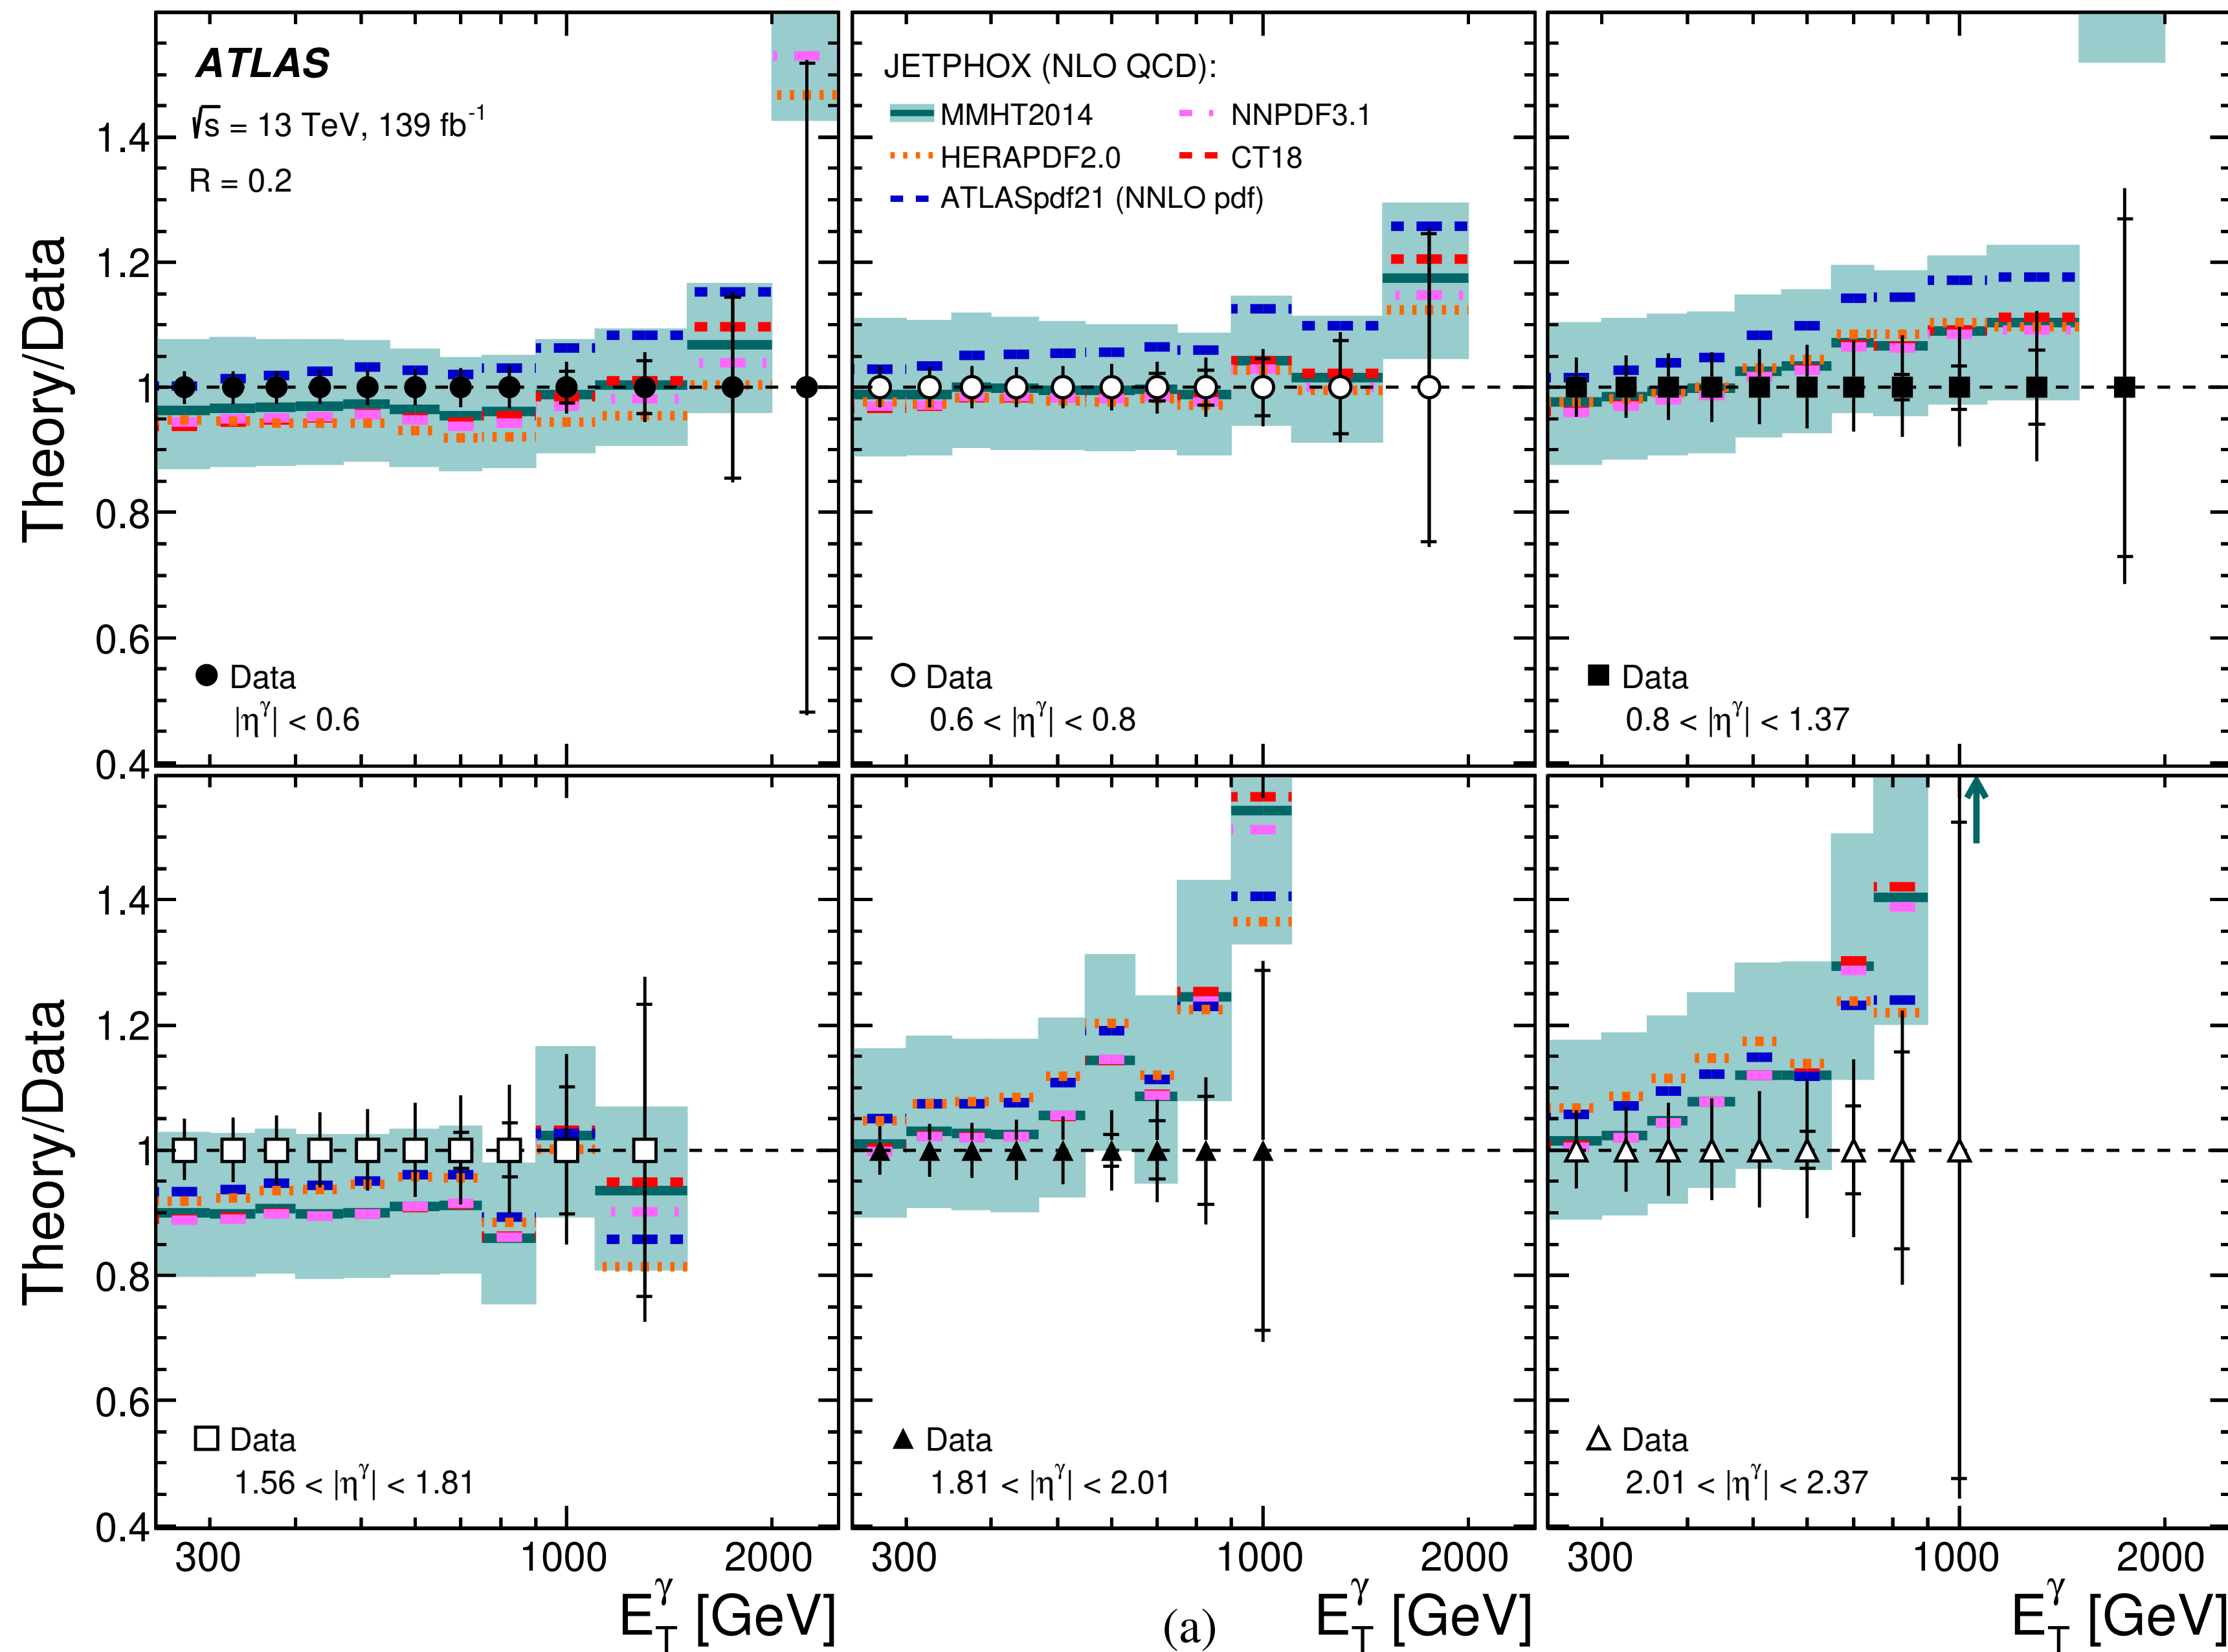 ATLAS
√s = 13 TeV, 139 fb⁻¹
R = 0.2
JETPHOX (NLO QCD):
MMHT2014
NNPDF3.1
HERAPDF2.0
CT18
ATLASpdf21 (NNLO pdf)
Theory/Data
1.4
1.2
1
0.8
0.6
0.4
Data
|η^γ| < 0.6
Data
0.6 < |η^γ| < 0.8
Data
0.8 < |η^γ| < 1.37
Theory/Data
1.4
1.2
1
0.8
0.6
0.4
Data
1.56 < |η^γ| < 1.81
Data
1.81 < |η^γ| < 2.01
Data
2.01 < |η^γ| < 2.37
300 1000 2000
300 1000 2000
300 1000 2000
E_T^γ [GeV]
(a)
E_T^γ [GeV]
E_T^γ [GeV]